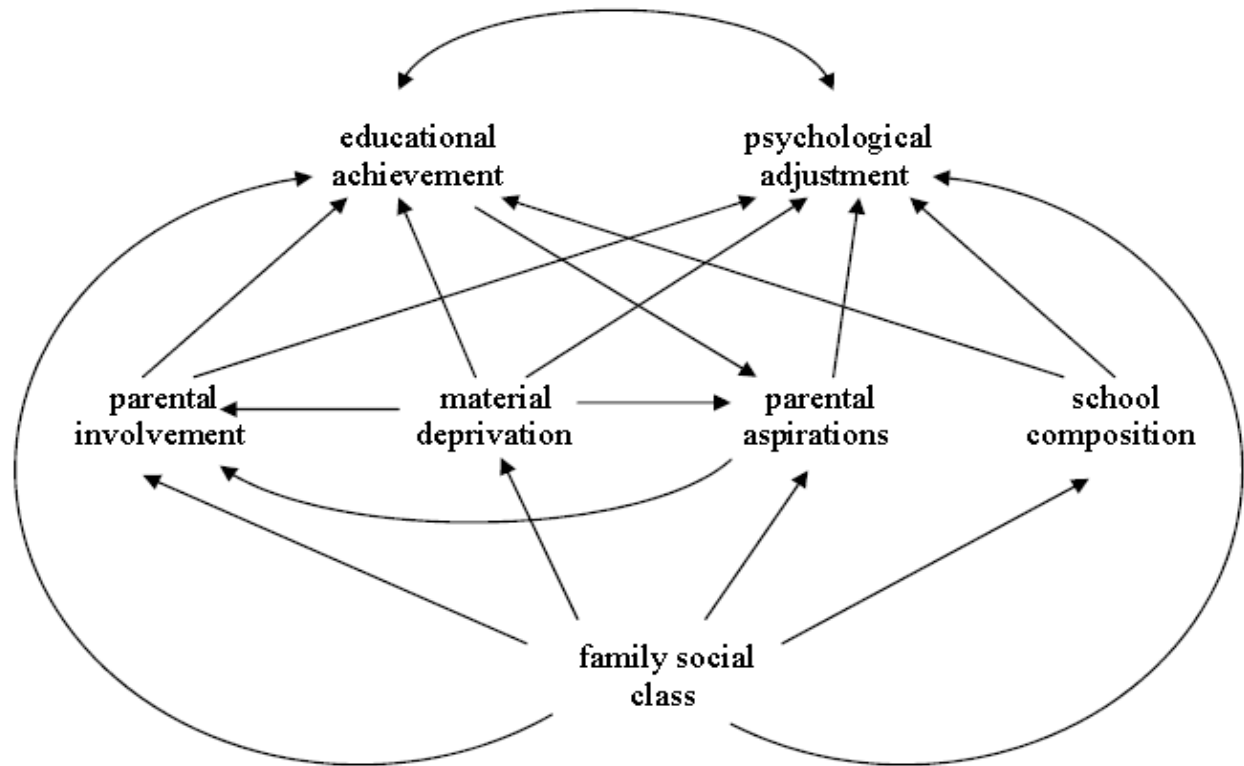 educational
achievement
psychological
adjustment
parental
involvement
material
deprivation
parental
aspirations
school
composition
family social
class